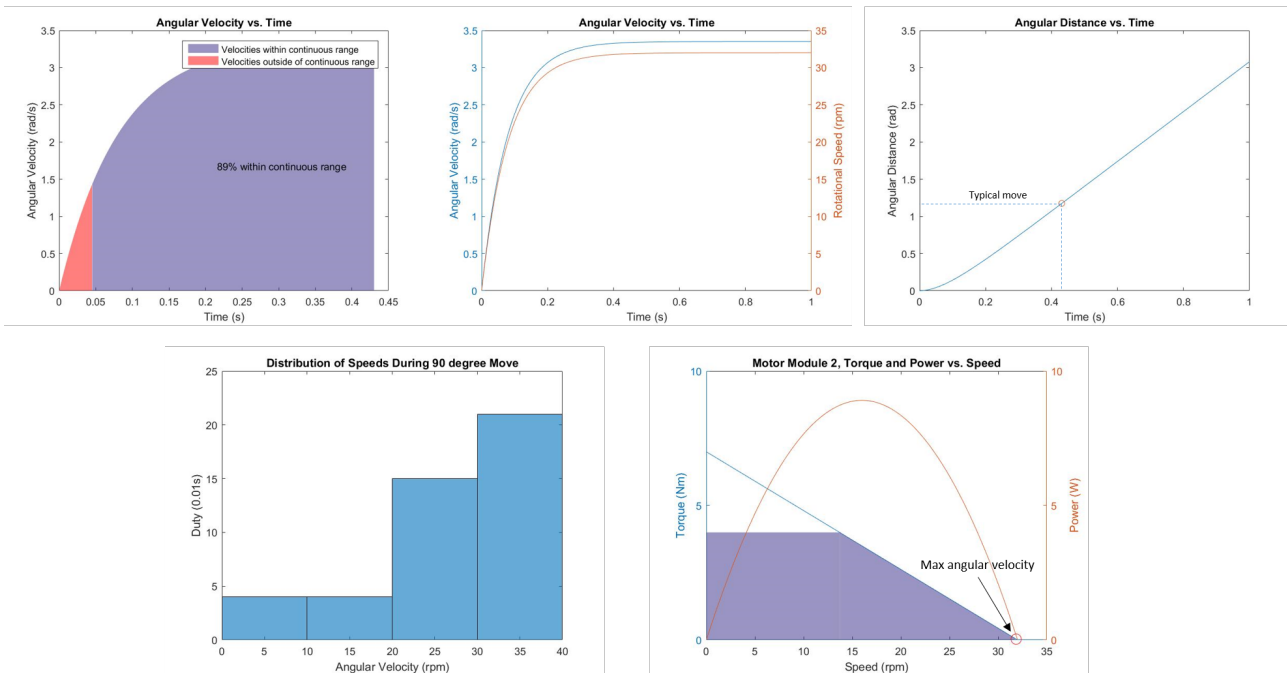 Angular Velocity vs. Time
3.5
3
2.5
2
1.5
1
0.5
0
Angular Velocity (rad/s)
Velocities within continuous range
Velocities outside of continuous range
89% within continuous range
0 0.05 0.1 0.15 0.2 0.25 0.3 0.35 0.4 0.45
Time (s)
Angular Velocity vs. Time
3.5
3
2.5
2
1.5
1
0.5
0
Angular Velocity (rad/s)
35
30
25
20
15
10
5
0
Rotational Speed (rpm)
0 0.2 0.4 0.6 0.8 1
Time (s)
Angular Distance vs. Time
3.5
3
2.5
2
1.5
1
0.5
0
Angular Distance (rad)
Typical move
0 0.2 0.4 0.6 0.8 1
Time (s)
Distribution of Speeds During 90 degree Move
25
20
15
10
5
0
Duty (0.01s)
0 5 10 15 20 25 30 35 40
Angular Velocity (rpm)
Motor Module 2, Torque and Power vs. Speed
10
5
0
Torque (Nm)
10
5
0
Power (W)
Max angular velocity
0 5 10 15 20 25 30 35
Speed (rpm)